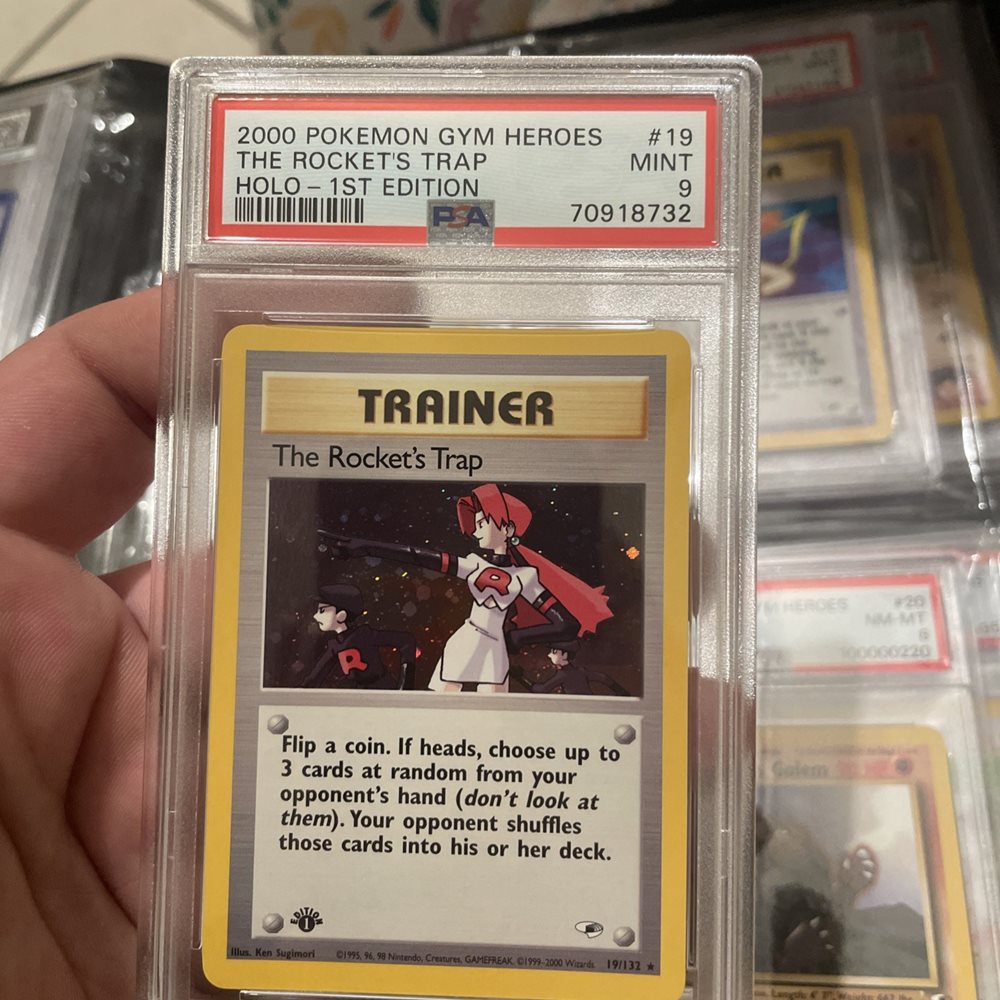 2000 POKEMON GYM HEROES #19
THE ROCKET'S TRAP MINT
HOLO – 1ST EDITION 9
PSA 70918732
TRAINER
The Rocket's Trap
R
R
Flip a coin. If heads, choose up to
3 cards at random from your
opponent's hand (don't look at
them). Your opponent shuffles
those cards into his or her deck.
EDITION
1
Illus. Ken Sugimori ©1995, 96, 98 Nintendo, Creatures, GAMEFREAK. ©1999-2000 Wizards. 19/132 ★
GYM HEROES #20
NM-MT
Golem